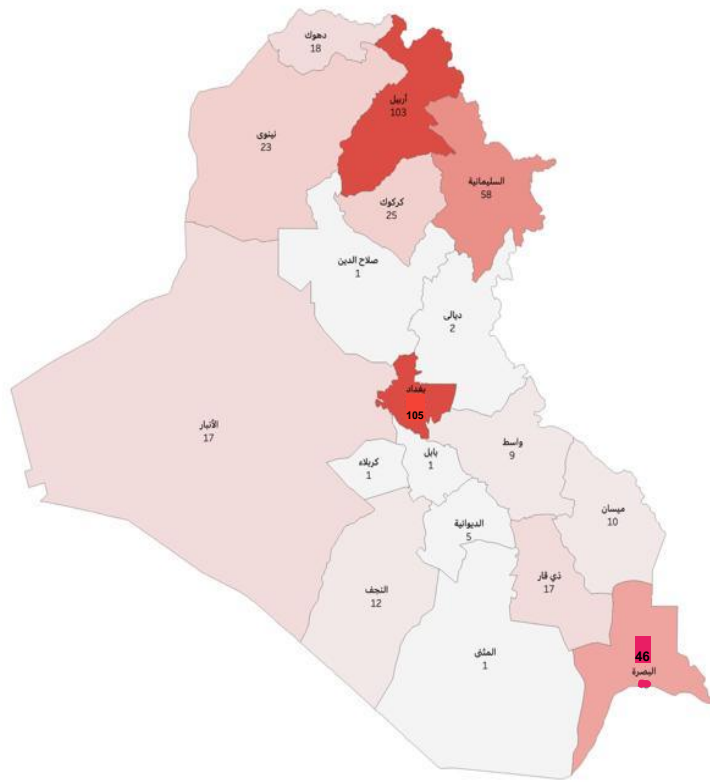 دهوك
18
أربيل
103
نينوى
23
السليمانية
58
كركوك
25
صلاح الدين
1
ديالى
2
بغداد
105
الأنبار
17
واسط
9
بابل
1
كربلاء
1
ميسان
10
الديوانية
5
ذي قار
17
النجف
12
المثنى
1
46
البصرة